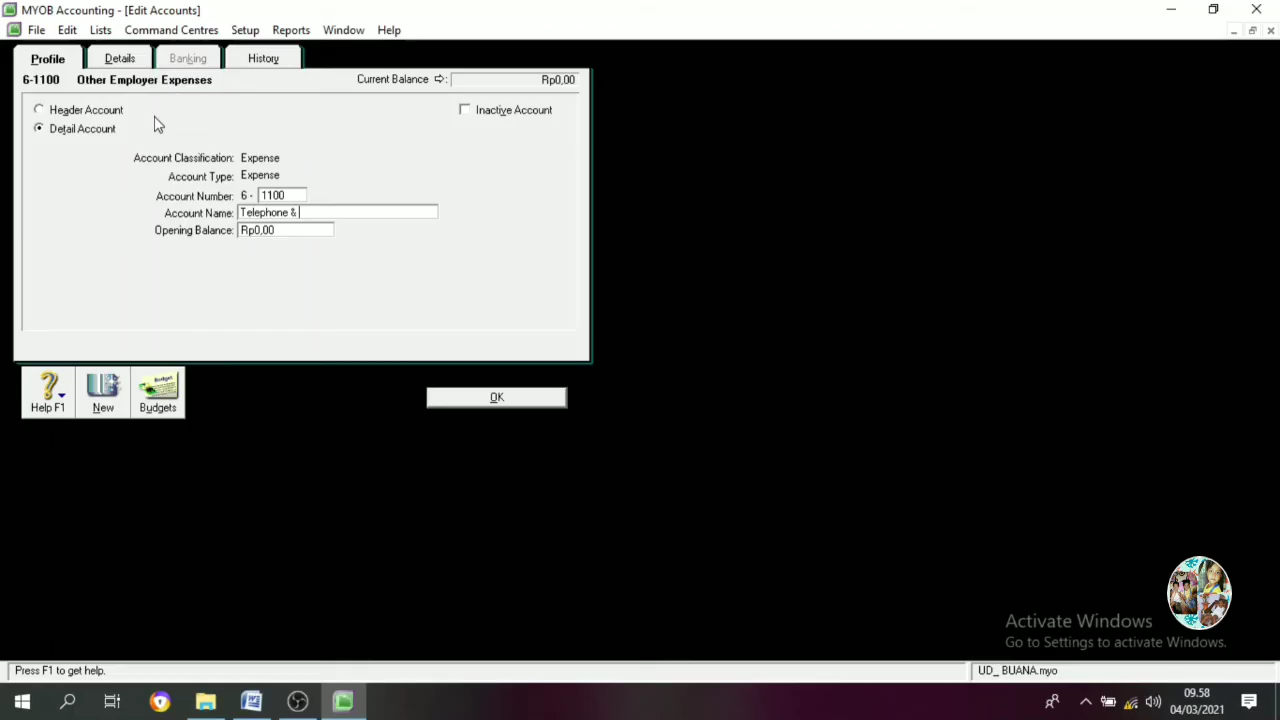 MYOB Accounting - [Edit Accounts]
File Edit Lists Command Centres Setup Reports Window Help
Profile Details Banking History
6-1100 Other Employer Expenses Current Balance ⇨: Rp0,00
Header Account Inactive Account
Detail Account
Account Classification: Expense
Account Type: Expense
Account Number: 6 - 1100
Account Name: Telephone &
Opening Balance: Rp0,00
Help F1 New Budget Budgets
OK
Activate Windows
Go to Settings to activate Windows.
Press F1 to get help. UD_ BUANA.myo
09.58
04/03/2021